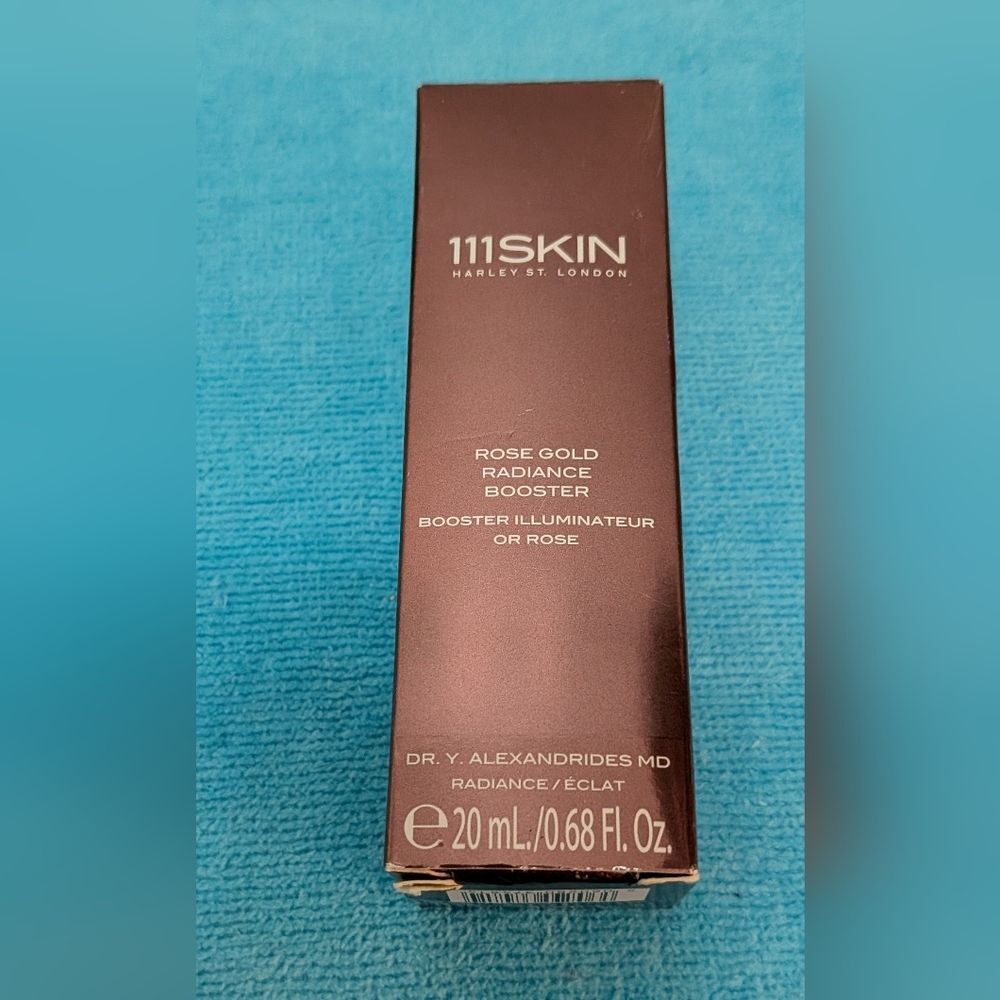 111SKIN
HARLEY ST. LONDON
ROSE GOLD
RADIANCE
BOOSTER
BOOSTER ILLUMINATEUR
OR ROSE
DR. Y. ALEXANDRIDES MD
RADIANCE / ÉCLAT
℮ 20 mL./0.68 Fl. Oz.